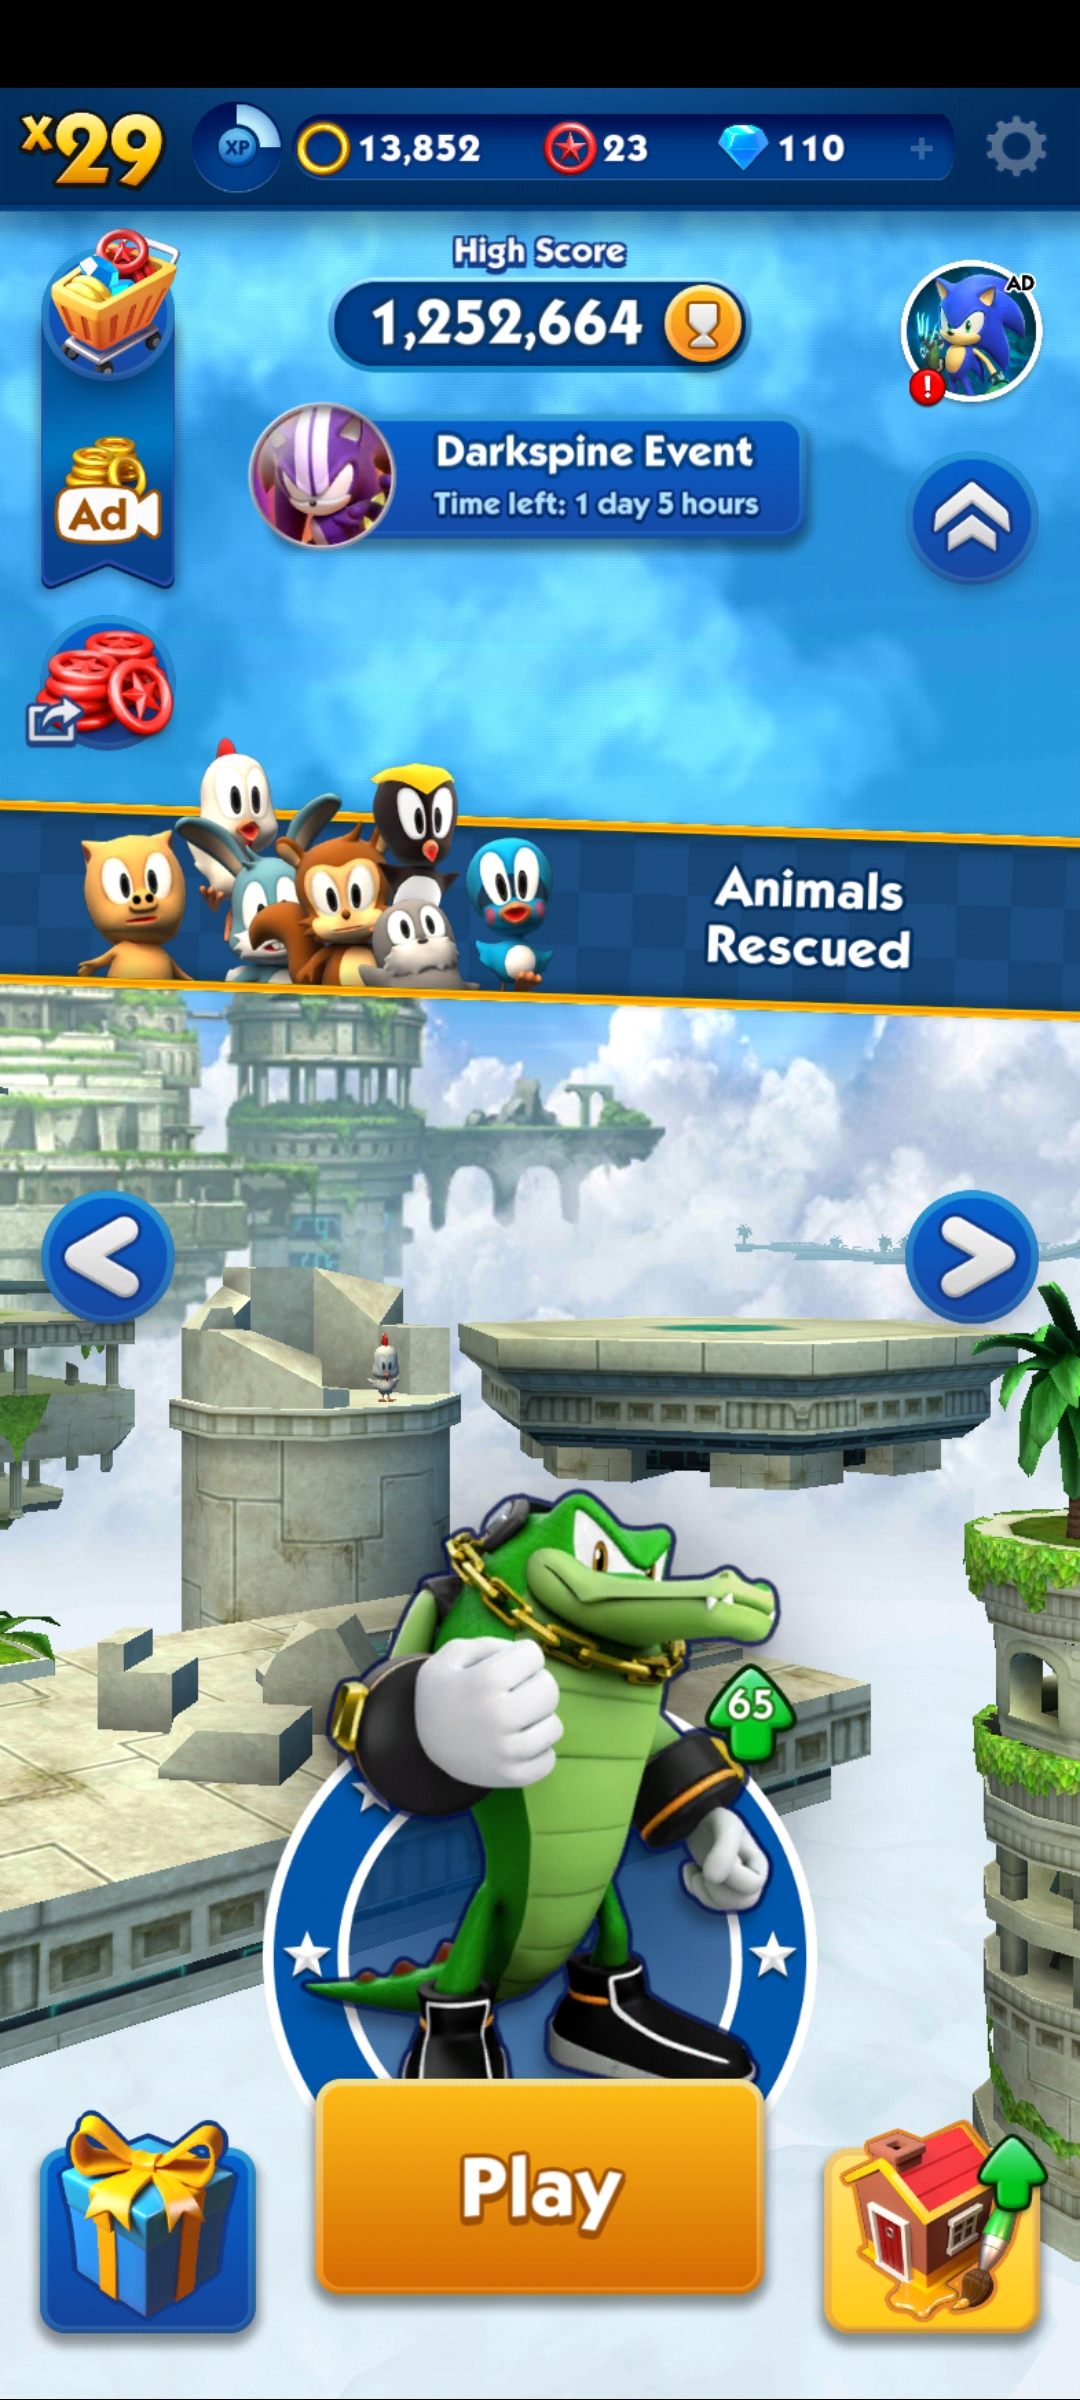 x29
XP
13,852
23
110
+
High Score
1,252,664
AD
!
Darkspine Event
Time left: 1 day 5 hours
Ad
Animals
Rescued
65
Play